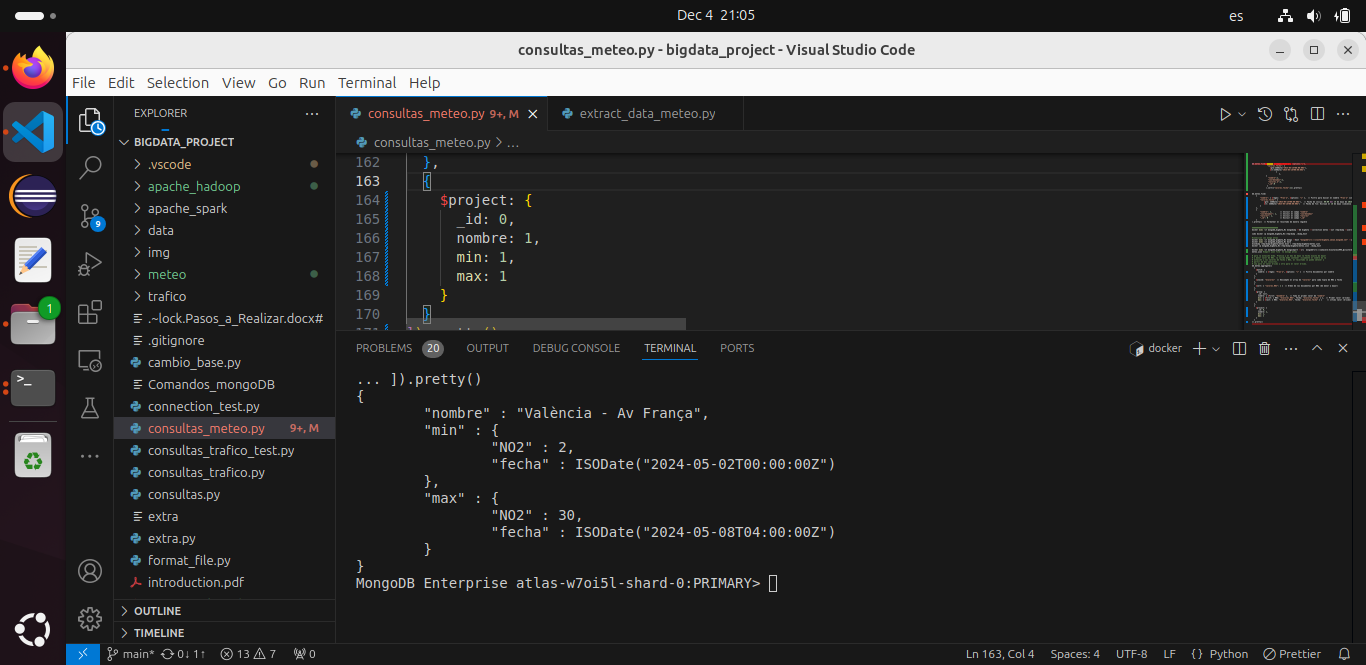 Dec 4 21:05
es
consultas_meteo.py - bigdata_project - Visual Studio Code
File Edit Selection View Go Run Terminal Help
EXPLORER
BIGDATA_PROJECT
.vscode
apache_hadoop
apache_spark
data
img
meteo
trafico
.~lock.Pasos_a_Realizar.docx#
.gitignore
cambio_base.py
Comandos_mongoDB
connection_test.py
consultas_meteo.py 9+, M
consultas_trafico_test.py
consultas_trafico.py
consultas.py
extra
extra.py
format_file.py
introduction.pdf
OUTLINE
TIMELINE
9
1
consultas_meteo.py 9+, M
extract_data_meteo.py
consultas_meteo.py > ...
162 },
163 {
164 $project: {
165 _id: 0,
166 nombre: 1,
167 min: 1,
168 max: 1
169 }
170 }
PROBLEMS 20 OUTPUT DEBUG CONSOLE TERMINAL PORTS
docker
... ]).pretty()
{
"nombre" : "València - Av França",
"min" : {
"NO2" : 2,
"fecha" : ISODate("2024-05-02T00:00:00Z")
},
"max" : {
"NO2" : 30,
"fecha" : ISODate("2024-05-08T04:00:00Z")
}
}
MongoDB Enterprise atlas-w7oi5l-shard-0:PRIMARY>
main* 0↓ 1↑ 13 7 0
Ln 163, Col 4 Spaces: 4 UTF-8 LF { } Python Prettier